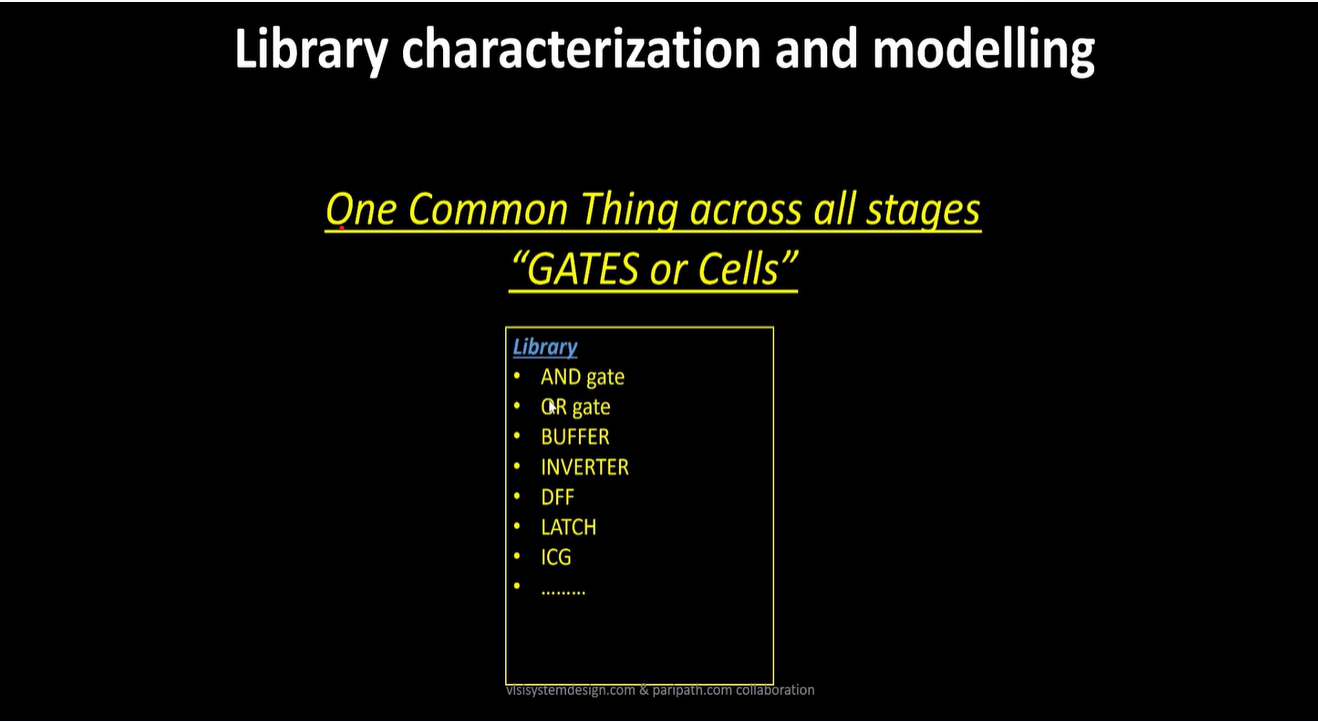 Library characterization and modelling
One Common Thing across all stages
“GATES or Cells”
Library
• AND gate
• OR gate
• BUFFER
• INVERTER
• DFF
• LATCH
• ICG
• .........
vlsisystemdesign.com & paripath.com collaboration